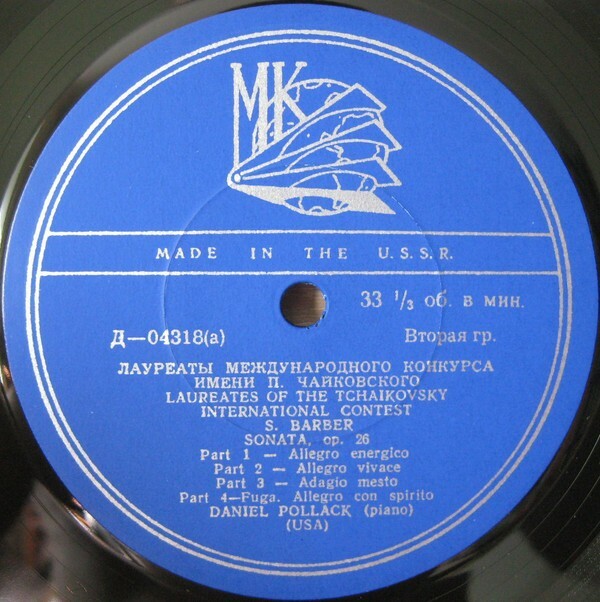 МК
MADE IN THE U.S.S.R.
33 1/3 об. в мин.
Д—04318(а)
Вторая гр.
ЛАУРЕАТЫ МЕЖДУНАРОДНОГО КОНКУРСА
ИМЕНИ П. ЧАЙКОВСКОГО
LAUREATES OF THE TCHAIKOVSKY
INTERNATIONAL CONTEST
S. BARBER
SONATA, op. 26
Part 1 — Allegro energico
Part 2 — Allegro vivace
Part 3 — Adagio mesto
Part 4—Fuga. Allegro con spirito
DANIEL POLLACK (piano)
(USA)